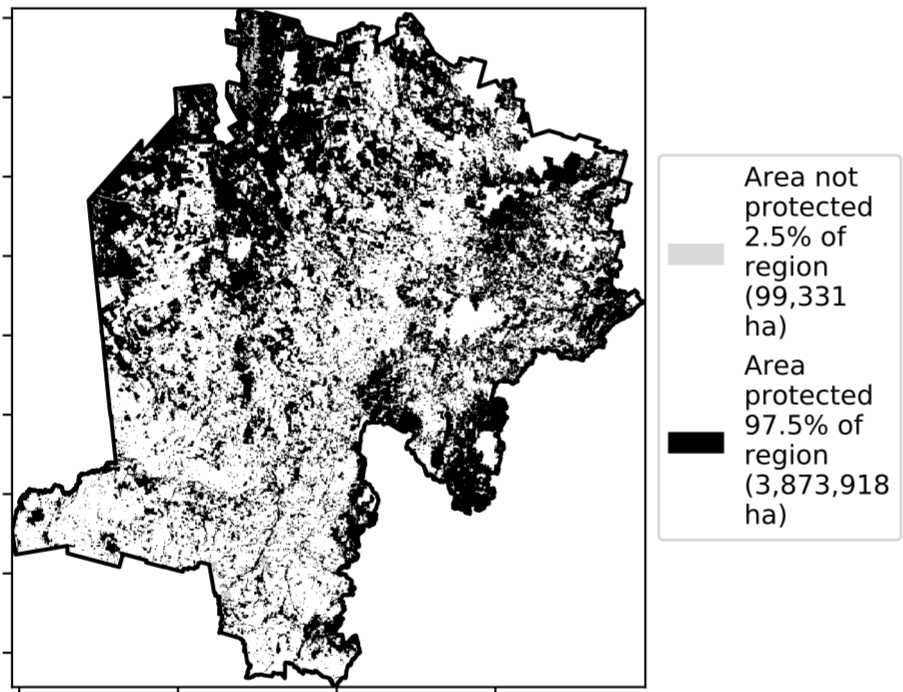 Area not
protected
2.5% of
region
(99,331
ha)
Area
protected
97.5% of
region
(3,873,918
ha)